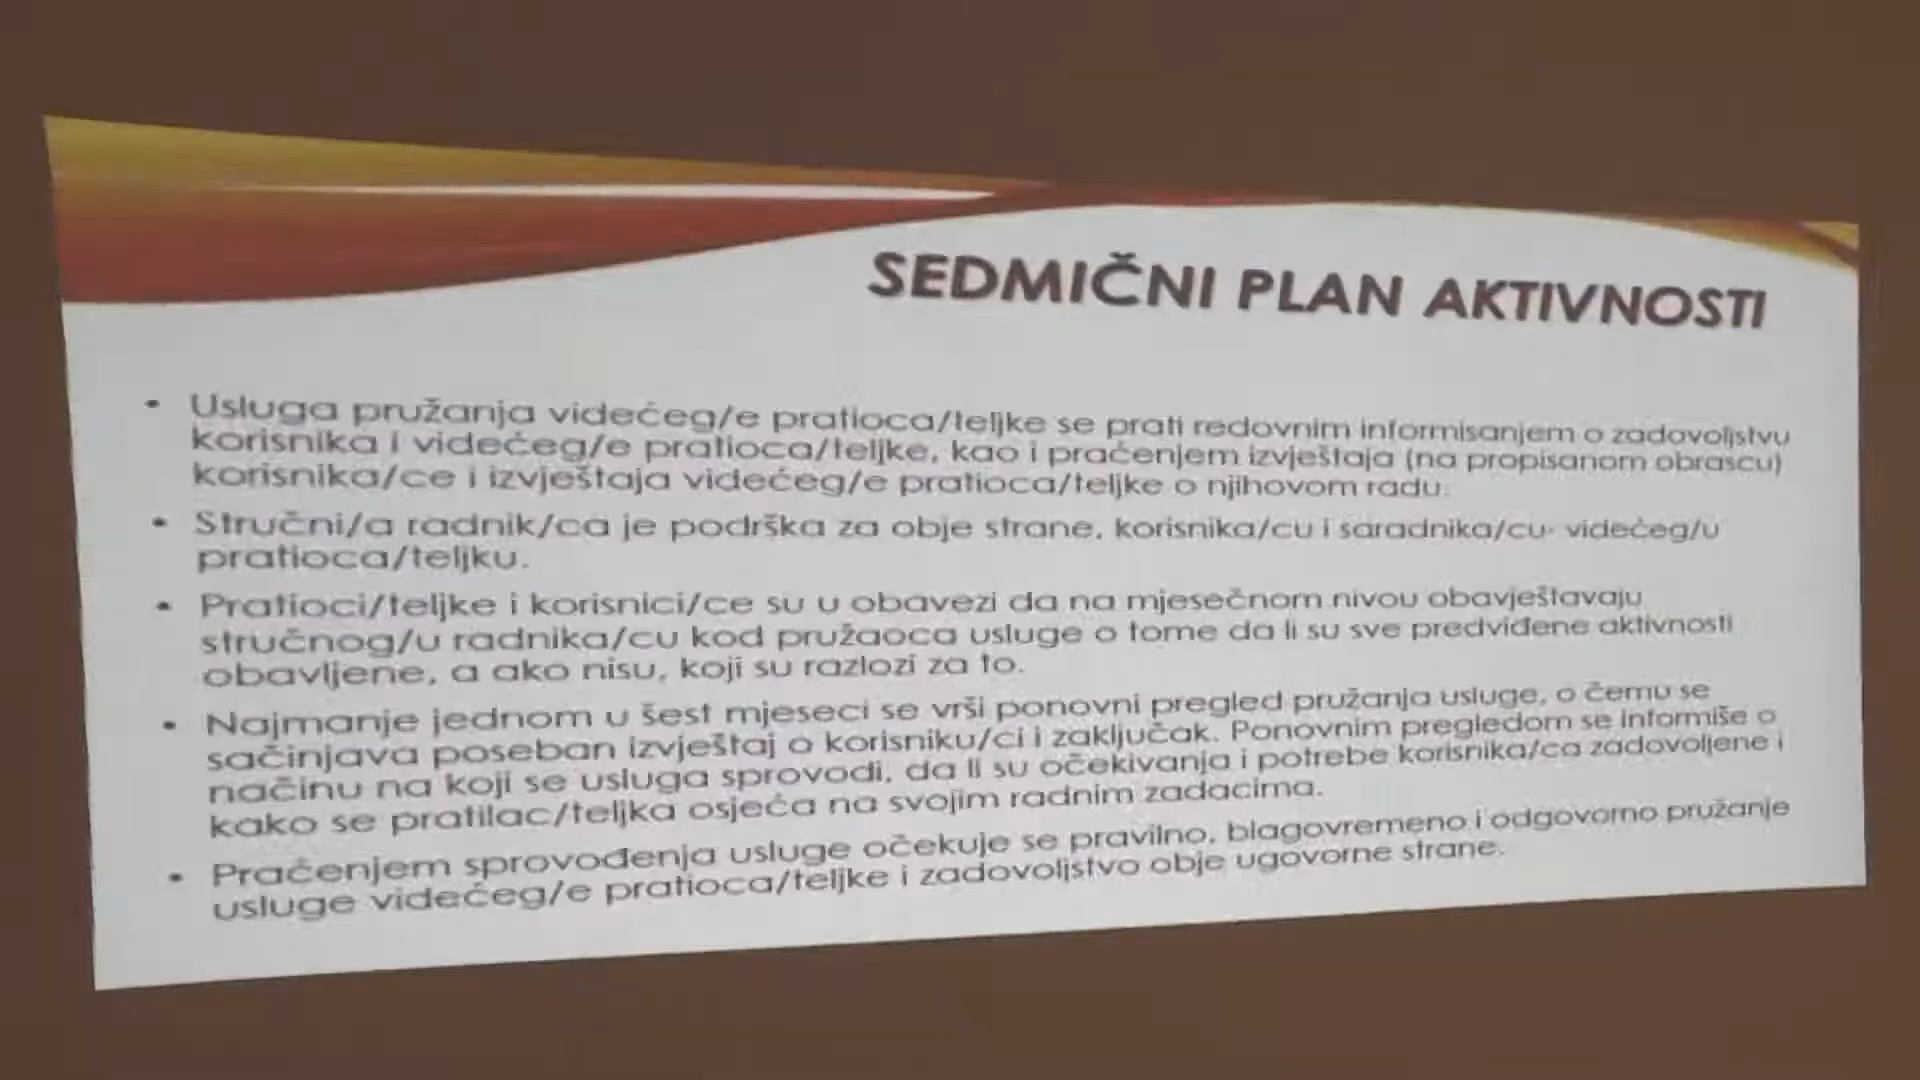 SEDMIČNI PLAN AKTIVNOSTI
• Usluga pružanja videćeg/e pratioca/teljke se prati redovnim informisanjem o zadovoljstvu
korisnika i videćeg/e pratioca/teljke, kao i praćenjem izvještaja (na propisanom obrascu)
korisnika/ce i izvještaja videćeg/e pratioca/teljke o njihovom radu.
• Stručni/a radnik/ca je podrška za obje strane, korisnika/cu i saradnika/cu- videćeg/u
pratioca/teljku.
• Pratioci/teljke i korisnici/ce su u obavezi da na mjesečnom nivou obavještavaju
stručnog/u radnika/cu kod pružaoca usluge o tome da li su sve predviđene aktivnosti
obavljene, a ako nisu, koji su razlozi za to.
• Najmanje jednom u šest mjeseci se vrši ponovni pregled pružanja usluge, o čemu se
sačinjava poseban izvještaj o korisniku/ci i zaključak. Ponovnim pregledom se informiše o
načinu na koji se usluga sprovodi, da li su očekivanja i potrebe korisnika/ca zadovoljene i
kako se pratilac/teljka osjeća na svojim radnim zadacima.
• Praćenjem sprovođenja usluge očekuje se pravilno, blagovremeno i odgovorno pružanje
usluge videćeg/e pratioca/teljke i zadovoljstvo obje ugovorne strane.